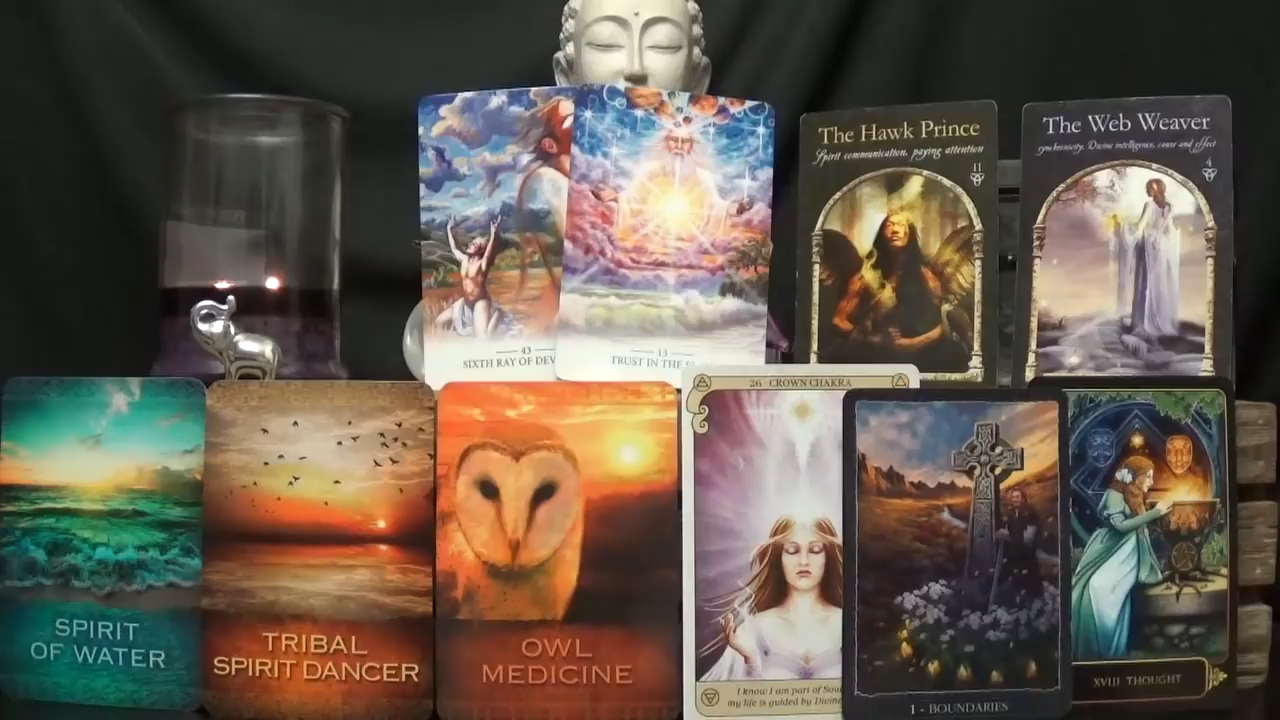 43
SIXTH RAY OF DEV
13
TRUST IN THE
The Hawk Prince
Spirit communication, paying attention
11
The Web Weaver
synchronicity, Divine intelligence, cause and effect
4
SPIRIT
OF WATER
TRIBAL
SPIRIT DANCER
OWL
MEDICINE
26 · CROWN CHAKRA
I know I am part of Sou
my life is guided by Divine
1 - BOUNDARIES
XVIII THOUGHT